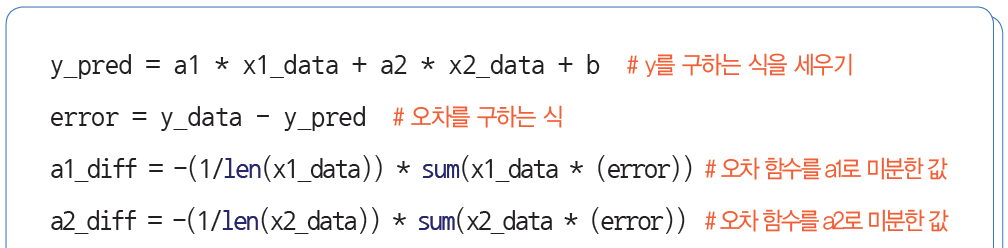 y_pred = a1 * x1_data + a2 * x2_data + b # y를 구하는 식을 세우기
error = y_data - y_pred # 오차를 구하는 식
a1_diff = -(1/len(x1_data)) * sum(x1_data * (error)) # 오차 함수를 a1로 미분한 값
a2_diff = -(1/len(x2_data)) * sum(x2_data * (error)) # 오차 함수를 a2로 미분한 값